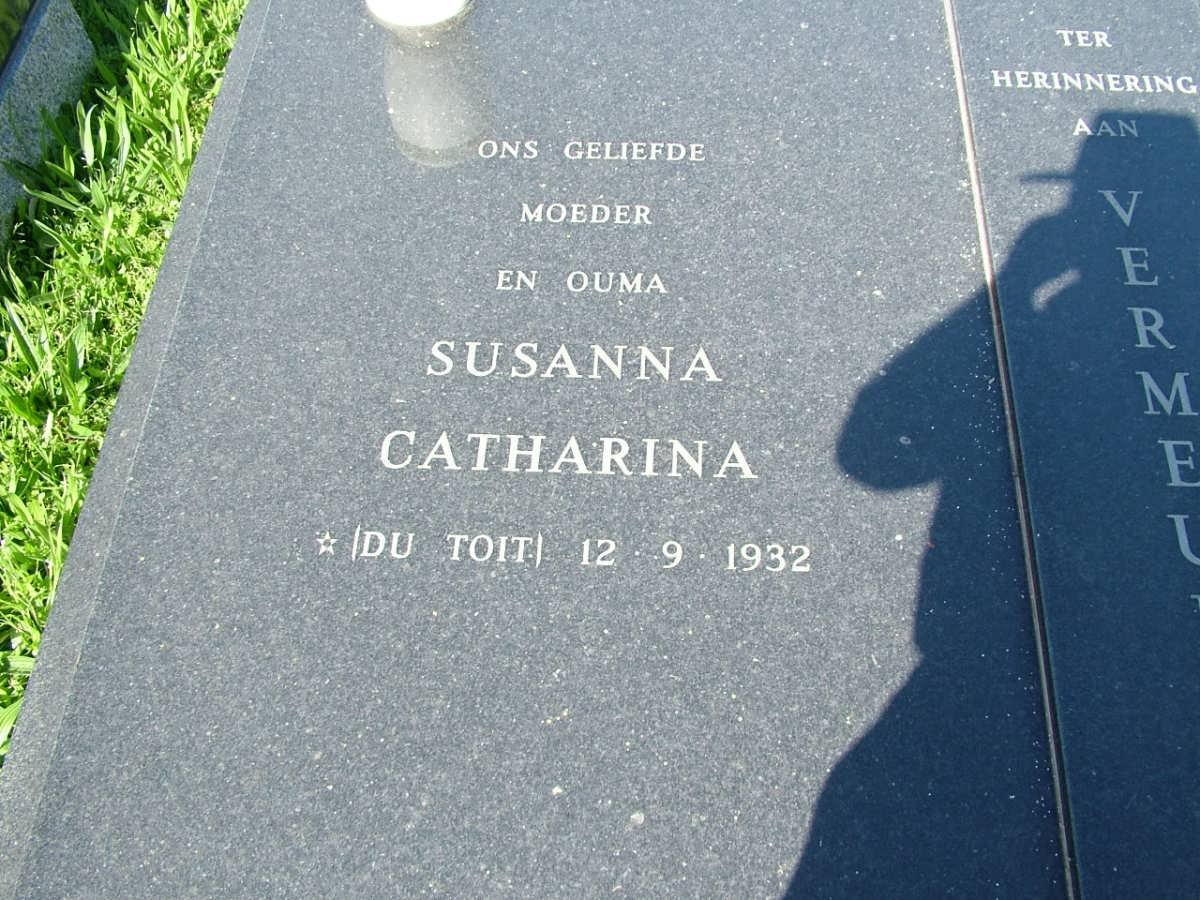 ONS GELIEFDE
MOEDER
EN OUMA
SUSANNA
CATHARINA
☆ (DU TOIT) 12 · 9 · 1932
TER
HERINNERING
AAN
V
E
R
M
E
U